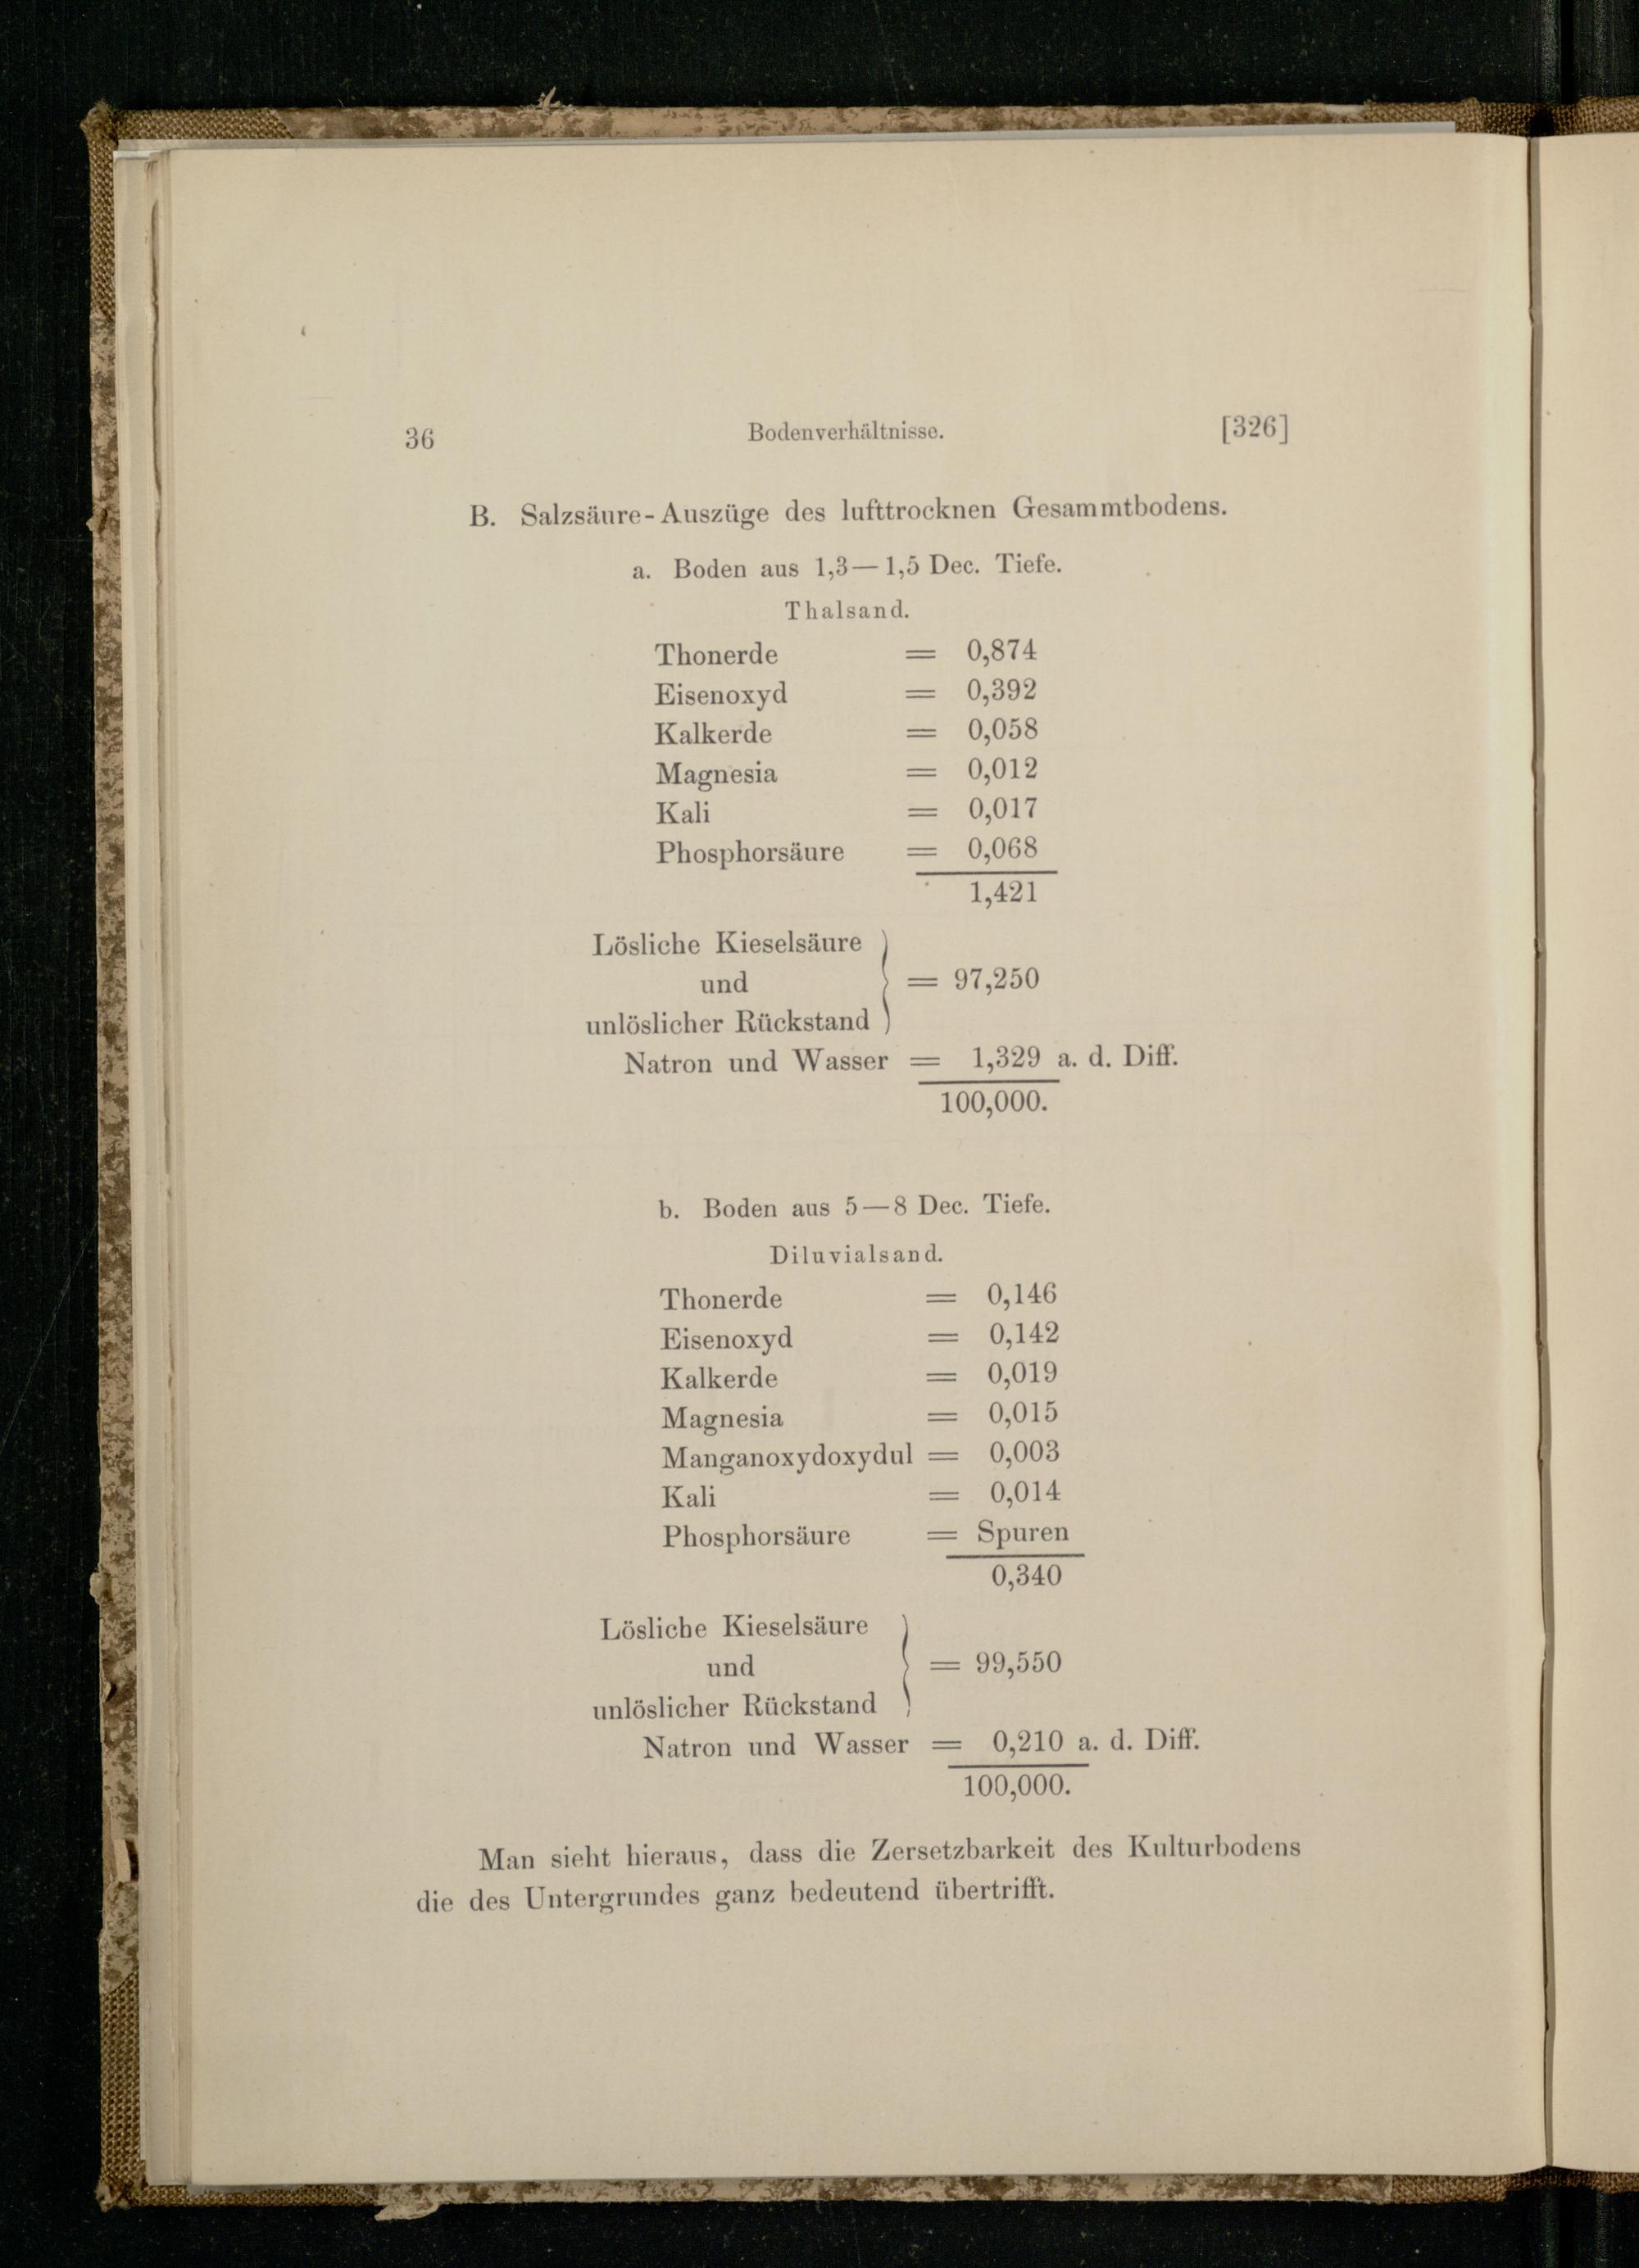 36 Bodenverhältnisse. [326]
B. Salzsäure-Auszüge des lufttrocknen Gesammtbodens.
a. Boden aus 1,3—1,5 Dec. Tiefe.
Thalsand.
Thonerde = 0,874
Eisenoxyd = 0,392
Kalkerde = 0,058
Magnesia = 0,012
Kali = 0,017
Phosphorsäure = 0,068
1,421
Lösliche Kieselsäure
und = 97,250
unlöslicher Rückstand
Natron und Wasser = 1,329 a. d. Diff.
100,000.
b. Boden aus 5—8 Dec. Tiefe.
Diluvialsand.
Thonerde = 0,146
Eisenoxyd = 0,142
Kalkerde = 0,019
Magnesia = 0,015
Manganoxydoxydul = 0,003
Kali = 0,014
Phosphorsäure = Spuren
0,340
Lösliche Kieselsäure
und = 99,550
unlöslicher Rückstand
Natron und Wasser = 0,210 a. d. Diff.
100,000.
Man sieht hieraus, dass die Zersetzbarkeit des Kulturbodens
die des Untergrundes ganz bedeutend übertrifft.